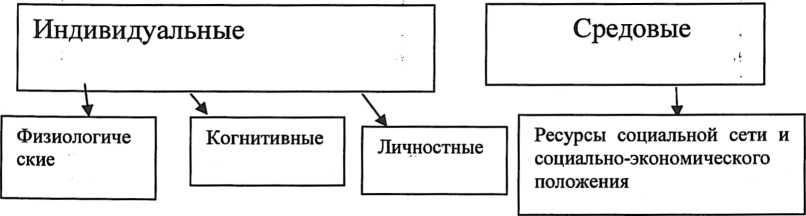 Индивидуальные
Средовые
Физиологиче
ские
Когнитивные
Личностные
Ресурсы социальной сети и
социально-экономического
положения